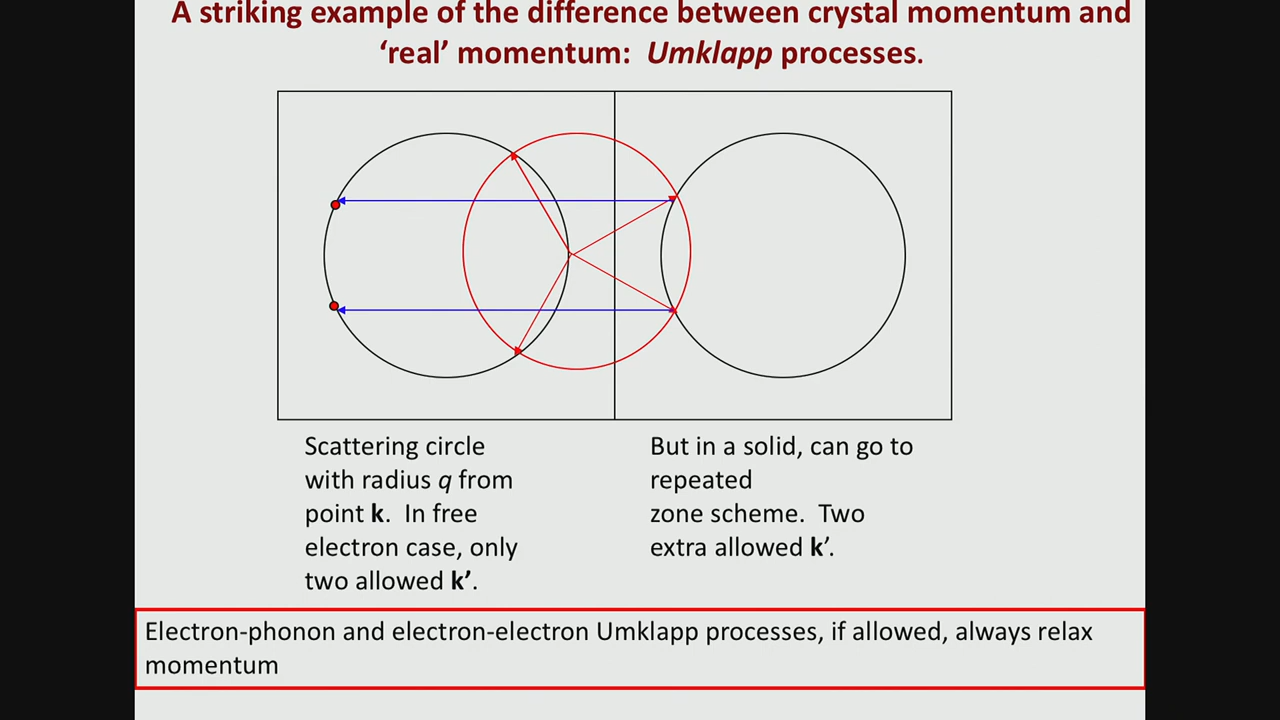 A striking example of the difference between crystal momentum and
‘real’ momentum: Umklapp processes.
Scattering circle
with radius q from
point k. In free
electron case, only
two allowed k’.
But in a solid, can go to
repeated
zone scheme. Two
extra allowed k’.
Electron-phonon and electron-electron Umklapp processes, if allowed, always relax
momentum